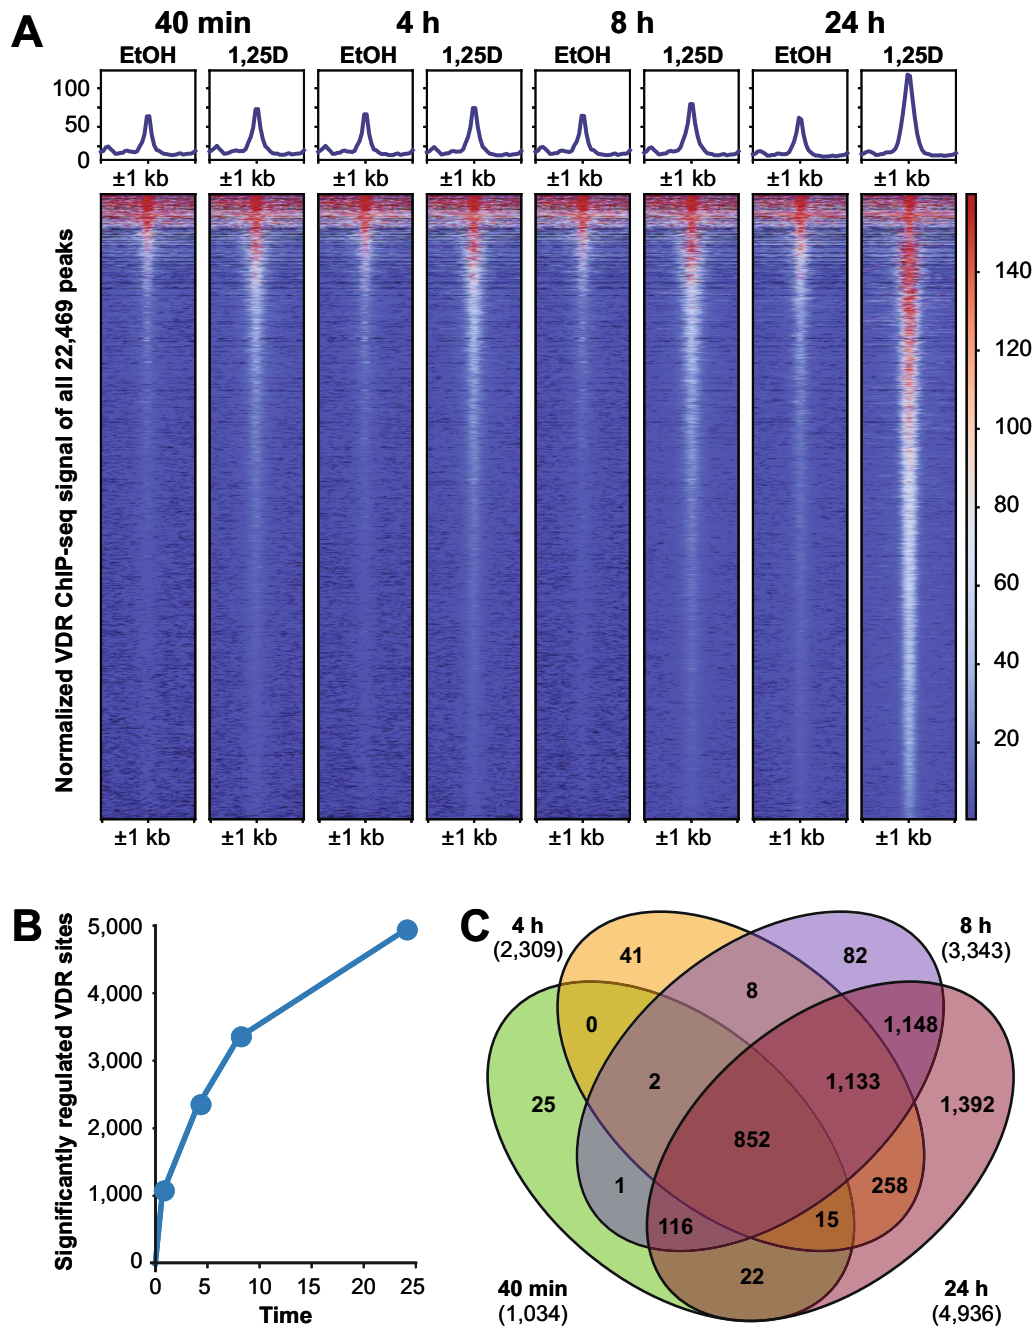 A
40 min
4 h
8 h
24 h
EtOH
1,25D
EtOH
1,25D
EtOH
1,25D
EtOH
1,25D
100
50
0
±1 kb
±1 kb
±1 kb
±1 kb
±1 kb
±1 kb
±1 kb
±1 kb
Normalized VDR ChIP-seq signal of all 22,469 peaks
140
120
100
80
60
40
20
±1 kb
±1 kb
±1 kb
±1 kb
±1 kb
±1 kb
±1 kb
±1 kb
B
Significantly regulated VDR sites
5,000
4,000
3,000
2,000
1,000
0
0
5
10
15
20
25
Time
C
4 h
(2,309)
8 h
(3,343)
41
82
8
0
1,148
2
1,133
25
1,392
852
1
258
116
15
22
40 min
(1,034)
24 h
(4,936)